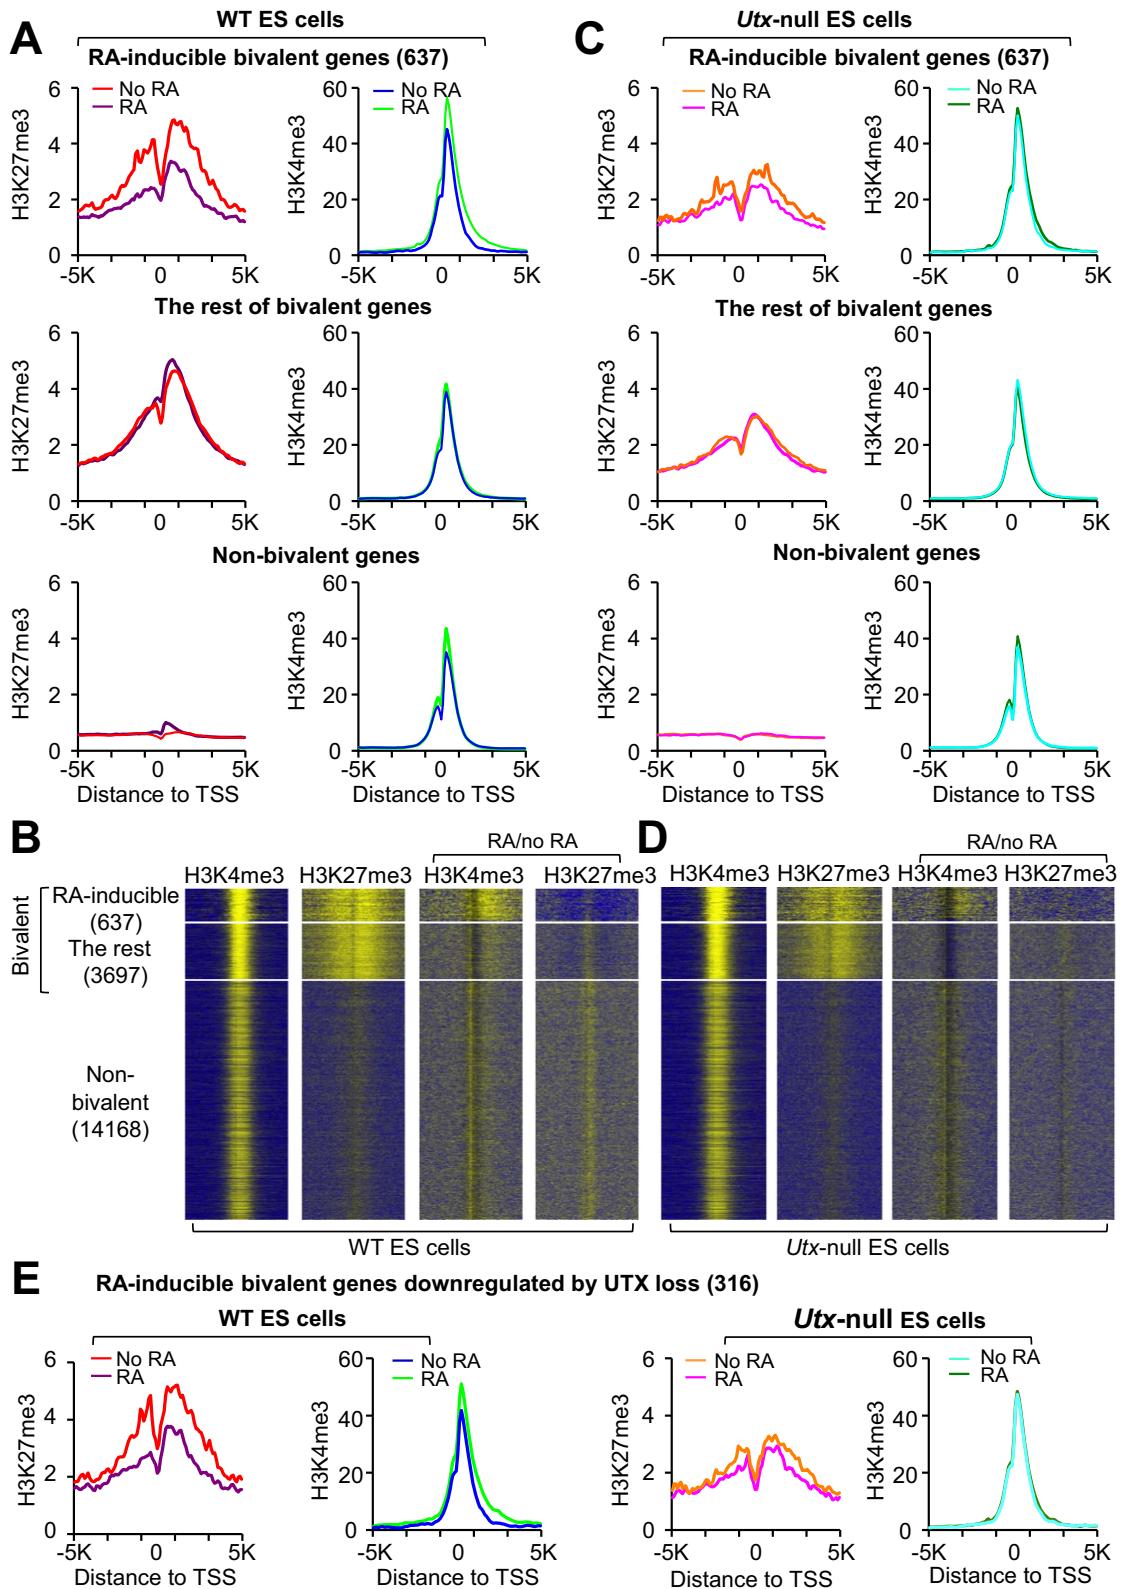 A
WT ES cells
RA-inducible bivalent genes (637)
H3K27me3
6
4
2
0
No RA
RA
-5K
0
5K
H3K4me3
60
40
20
0
No RA
RA
-5K
0
5K
The rest of bivalent genes
H3K27me3
6
4
2
0
-5K
0
5K
H3K4me3
60
40
20
0
-5K
0
5K
Non-bivalent genes
H3K27me3
6
4
2
0
-5K
0
5K
Distance to TSS
H3K4me3
60
40
20
0
-5K
0
5K
Distance to TSS
C
Utx-null ES cells
RA-inducible bivalent genes (637)
H3K27me3
6
4
2
0
No RA
RA
-5K
0
5K
H3K4me3
60
40
20
0
No RA
RA
-5K
0
5K
The rest of bivalent genes
H3K27me3
6
4
2
0
-5K
0
5K
H3K4me3
60
40
20
0
-5K
0
5K
Non-bivalent genes
H3K27me3
6
4
2
0
-5K
0
5K
Distance to TSS
H3K4me3
60
40
20
0
-5K
0
5K
Distance to TSS
B
RA/no RA
H3K4me3 H3K27me3 H3K4me3 H3K27me3
Bivalent
RA-inducible
(637)
The rest
(3697)
Non-
bivalent
(14168)
WT ES cells
D
RA/no RA
H3K4me3 H3K27me3 H3K4me3 H3K27me3
Utx-null ES cells
E
RA-inducible bivalent genes downregulated by UTX loss (316)
WT ES cells
H3K27me3
6
4
2
0
No RA
RA
-5K
0
5K
Distance to TSS
H3K4me3
60
40
20
0
No RA
RA
-5K
0
5K
Distance to TSS
Utx-null ES cells
H3K27me3
6
4
2
0
No RA
RA
-5K
0
5K
Distance to TSS
H3K4me3
60
40
20
0
No RA
RA
-5K
0
5K
Distance to TSS